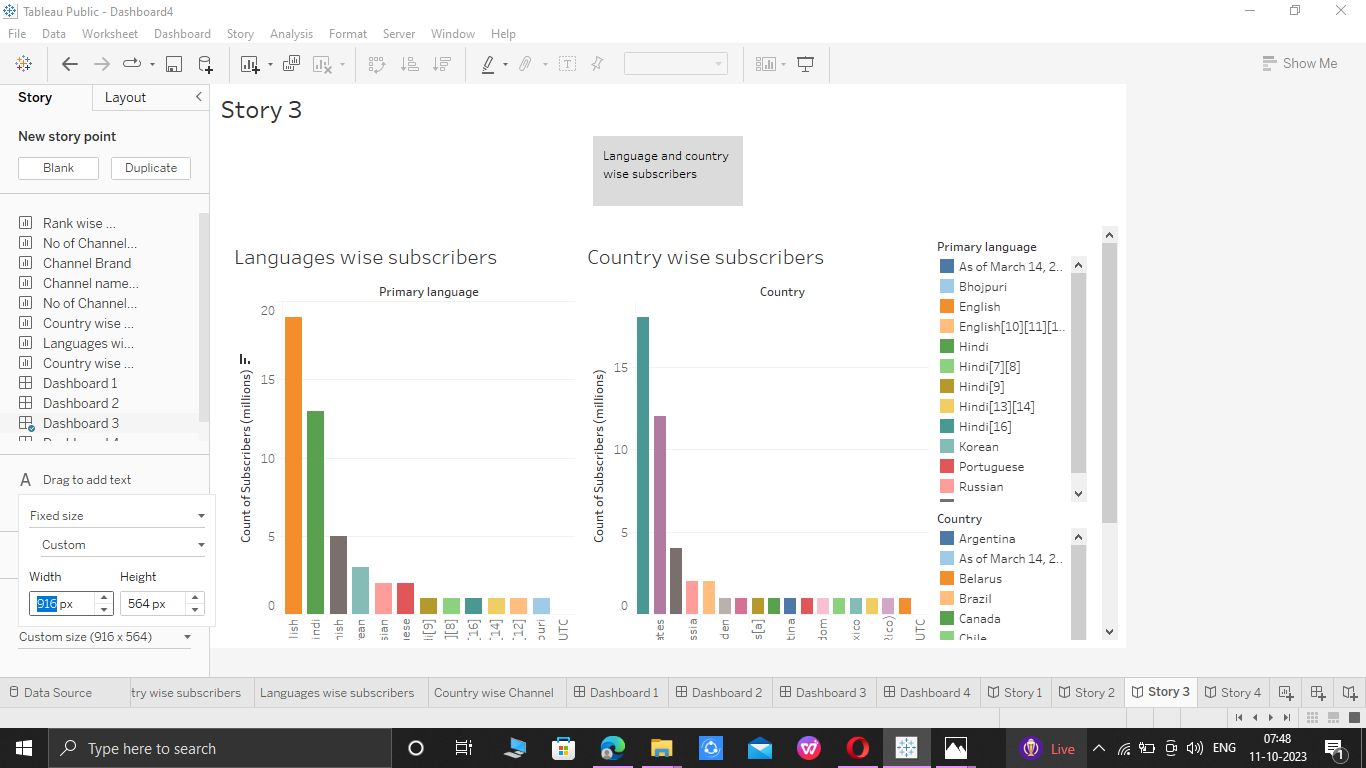 Tableau Public - Dashboard4
File Data Worksheet Dashboard Story Analysis Format Server Window Help
Show Me
Story Layout
New story point
Blank Duplicate
Rank wise ...
No of Channel...
Channel Brand
Channel name...
No of Channel...
Country wise ...
Languages wi...
Country wise ...
Dashboard 1
Dashboard 2
Dashboard 3
A Drag to add text
Fixed size
Custom
Width Height
916 px 564 px
Custom size (916 x 564)
Story 3
Language and country
wise subscribers
Languages wise subscribers
Primary language
Count of Subscribers (millions)
20
15
10
5
0
lish
indi
nish
rean
sian
iese
i[9]
][8]
[16]
[14]
[12]
ouri
UTC
Country wise subscribers
Country
Count of Subscribers (millions)
15
10
5
0
ates
ssia
den
s[a]
tina
dom
xico
Rico)
UTC
Primary language
As of March 14, 2..
Bhojpuri
English
English[10][11][1..
Hindi
Hindi[7][8]
Hindi[9]
Hindi[13][14]
Hindi[16]
Korean
Portuguese
Russian
Country
Argentina
As of March 14, 2..
Belarus
Brazil
Canada
Chile
Data Source try wise subscribers Languages wise subscribers Country wise Channel Dashboard 1 Dashboard 2 Dashboard 3 Dashboard 4 Story 1 Story 2 Story 3 Story 4
Type here to search
Live
ENG
07:48
11-10-2023
1